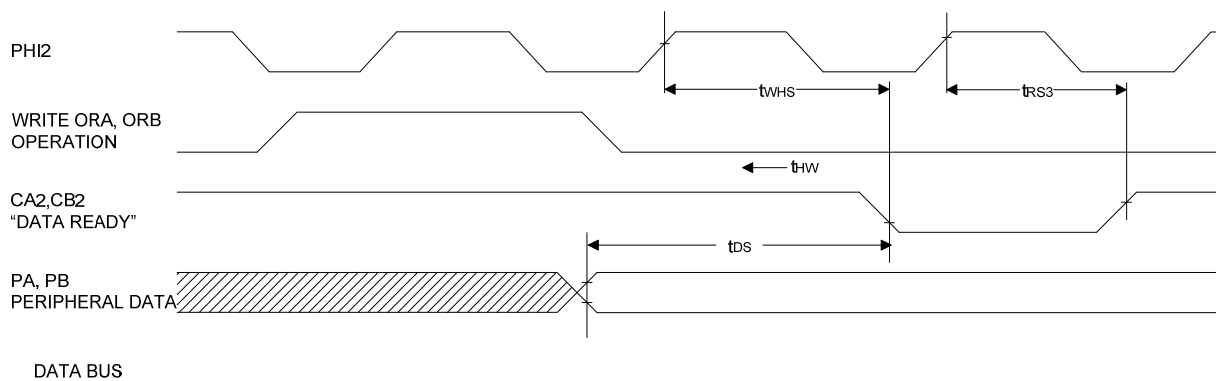 PHI2
tWHS
tRS3
WRITE ORA, ORB
OPERATION
tHW
CA2,CB2
“DATA READY”
tDS
PA, PB
PERIPHERAL DATA
DATA BUS